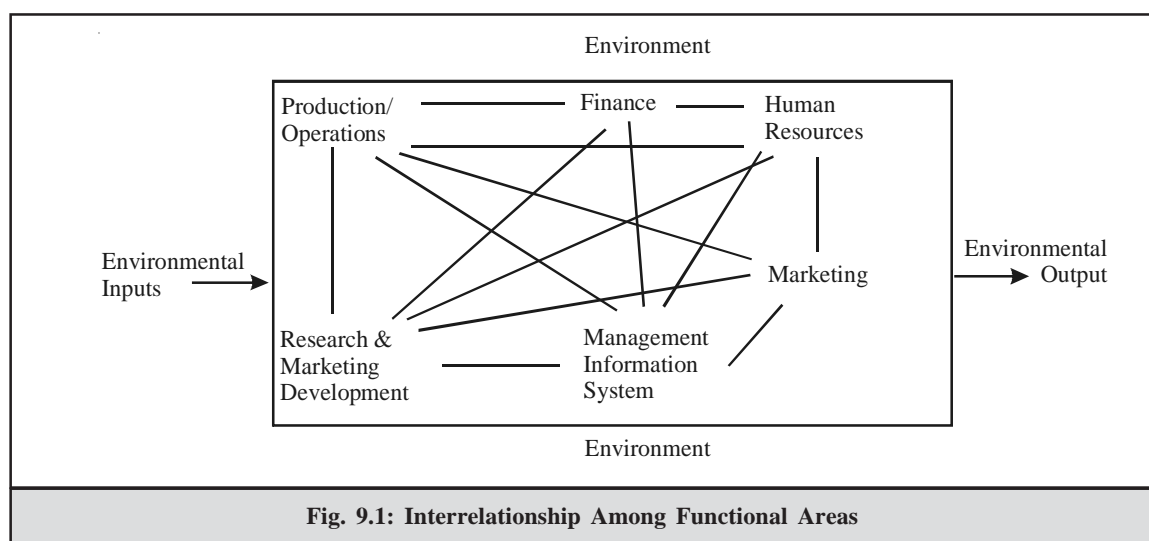 Environment
Production/
Operations
Finance
Human
Resources
Environmental
Inputs
Marketing
Environmental
Output
Research &
Marketing
Development
Management
Information
System
Environment
Fig. 9.1: Interrelationship Among Functional Areas